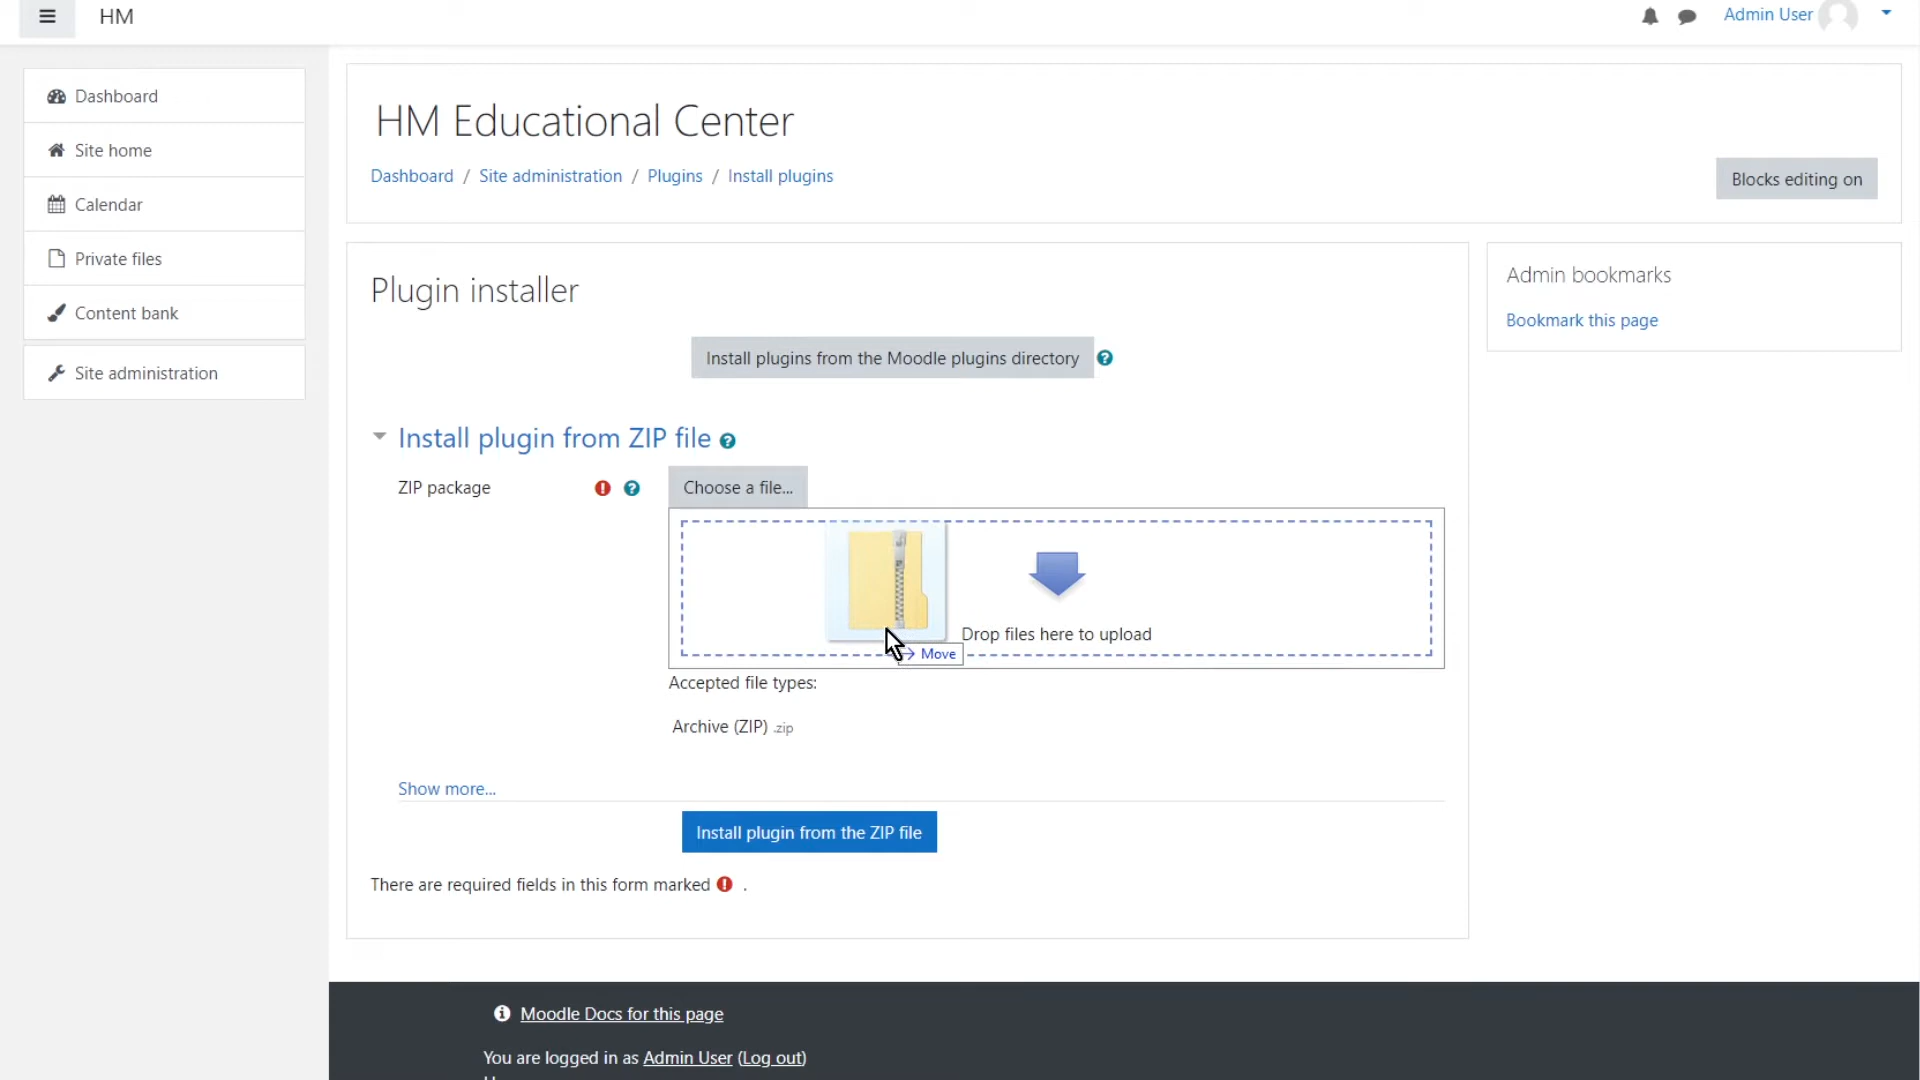 HM
Admin User
Dashboard
Site home
Calendar
Private files
Content bank
Site administration
HM Educational Center
Dashboard / Site administration / Plugins / Install plugins
Blocks editing on
Plugin installer
Install plugins from the Moodle plugins directory
Install plugin from ZIP file
ZIP package
Choose a file...
Drop files here to upload
Move
Accepted file types:
Archive (ZIP) .zip
Show more...
Install plugin from the ZIP file
There are required fields in this form marked .
Admin bookmarks
Bookmark this page
Moodle Docs for this page
You are logged in as Admin User (Log out)